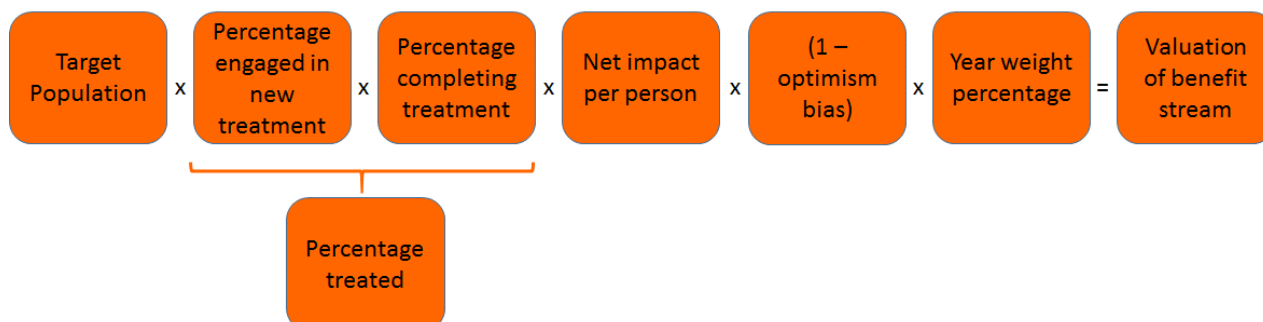 Target
Population
x
Percentage
engaged in
new
treatment
x
Percentage
completing
treatment
x
Net impact
per person
x
(1 –
optimism
bias)
x
Year weight
percentage
=
Valuation
of benefit
stream
Percentage
treated